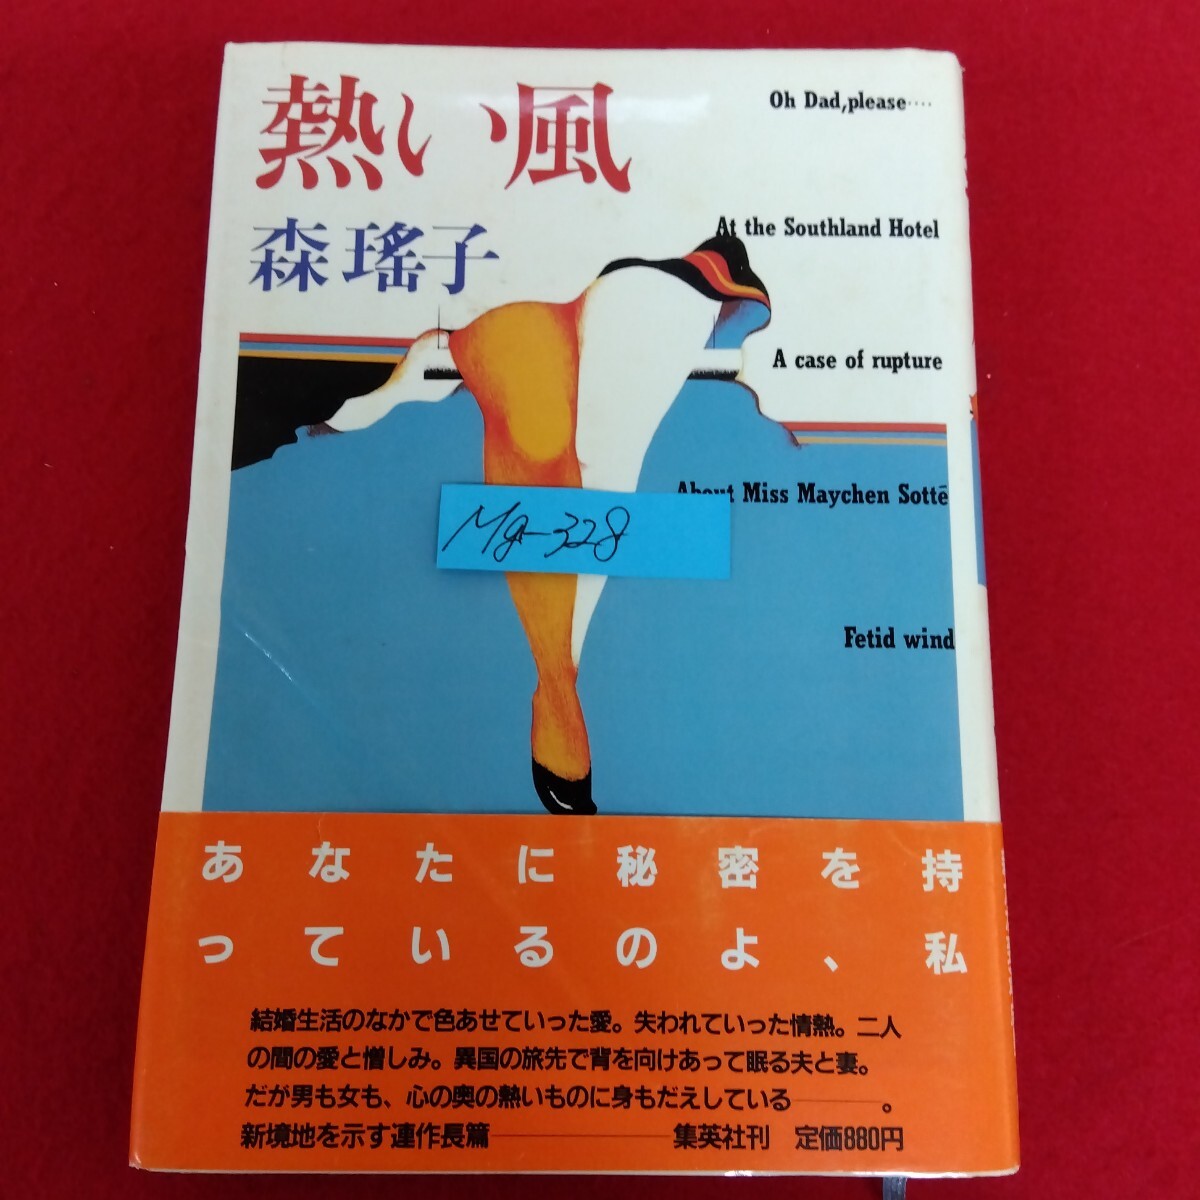 熱い風
森瑤子
Oh Dad,please····
At the Southland Hotel
A case of rupture
About Miss Maychen Sottē
Mg-328
Fetid wind
あなたに秘密を持
っているのよ、私
結婚生活のなかで色あせていった愛。失われていった情熱。二人
の間の愛と憎しみ。異国の旅先で背を向けあって眠る夫と妻。
だが男も女も、心の奥の熱いものに身もだえしている――。
新境地を示す連作長篇――――集英社刊 定価880円